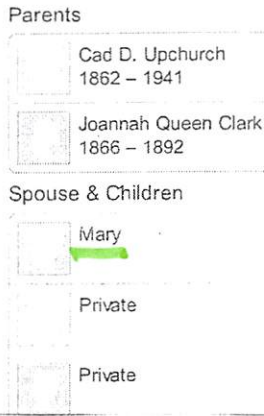 Parents
Cad D. Upchurch
1862 – 1941
Joannah Queen Clark
1866 – 1892
Spouse & Children
Mary
Private
Private